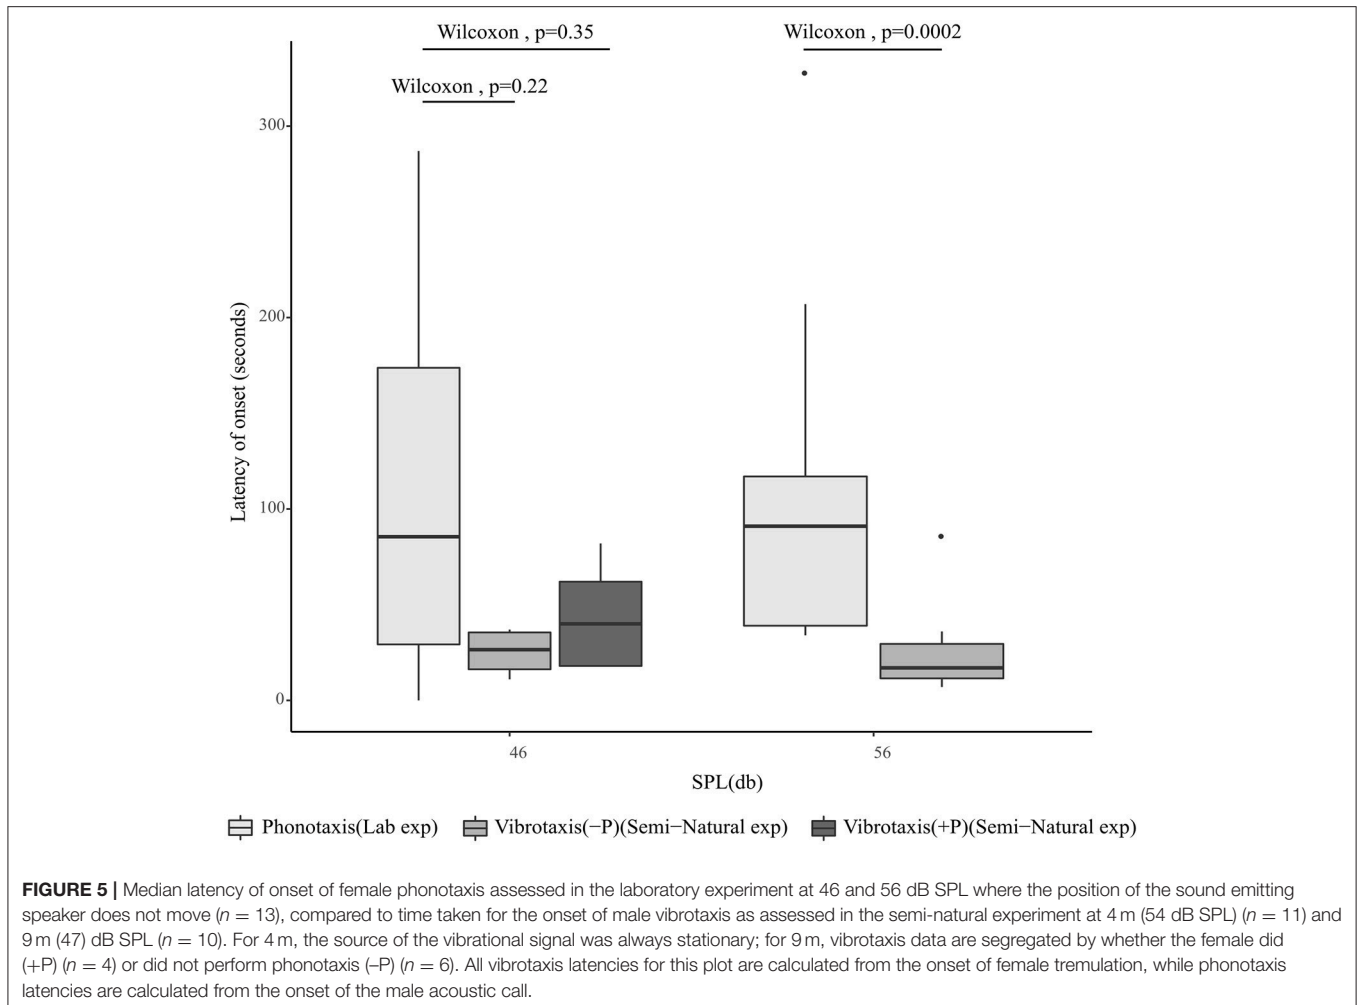 Wilcoxon , p=0.35
Wilcoxon , p=0.0002
Wilcoxon , p=0.22
300
200
100
0
Latency of onset (seconds)
46
56
SPL(db)
Phonotaxis(Lab exp)
Vibrotaxis(−P)(Semi−Natural exp)
Vibrotaxis(+P)(Semi−Natural exp)
FIGURE 5 | Median latency of onset of female phonotaxis assessed in the laboratory experiment at 46 and 56 dB SPL where the position of the sound emitting
speaker does not move (n = 13), compared to time taken for the onset of male vibrotaxis as assessed in the semi-natural experiment at 4 m (54 dB SPL) (n = 11) and
9 m (47) dB SPL (n = 10). For 4 m, the source of the vibrational signal was always stationary; for 9 m, vibrotaxis data are segregated by whether the female did
(+P) (n = 4) or did not perform phonotaxis (–P) (n = 6). All vibrotaxis latencies for this plot are calculated from the onset of female tremulation, while phonotaxis
latencies are calculated from the onset of the male acoustic call.